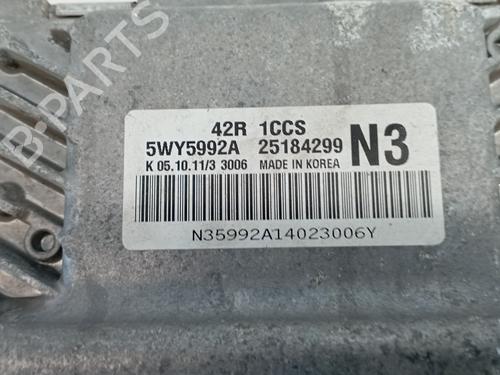 42R 1CCS
5WY5992A 25184299 N3
K 05.10.11/3 3006 MADE IN KOREA
N35992A14023006Y
B-PARTS